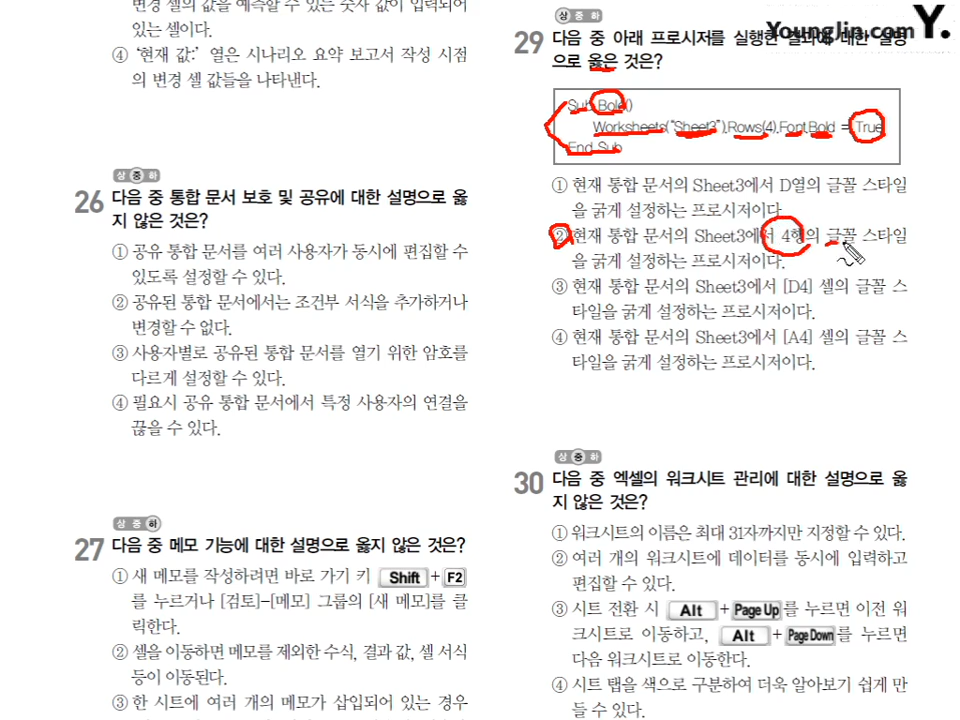 변경 셀의 값을 예측할 수 있는 숫자 값이 입력되어
있는 셀이다.
④ ‘현재 값:’ 열은 시나리오 요약 보고서 작성 시점
의 변경 셀 값들을 나타낸다.
상 중 하
26 다음 중 통합 문서 보호 및 공유에 대한 설명으로 옳
지 않은 것은?
① 공유 통합 문서를 여러 사용자가 동시에 편집할 수
있도록 설정할 수 있다.
② 공유된 통합 문서에서는 조건부 서식을 추가하거나
변경할 수 없다.
③ 사용자별로 공유된 통합 문서를 열기 위한 암호를
다르게 설정할 수 있다.
④ 필요시 공유 통합 문서에서 특정 사용자의 연결을
끊을 수 있다.
상 중 하
27 다음 중 메모 기능에 대한 설명으로 옳지 않은 것은?
① 새 메모를 작성하려면 바로 가기 키 Shift + F2
를 누르거나 [검토]-[메모] 그룹의 [새 메모]를 클
릭한다.
② 셀을 이동하면 메모를 제외한 수식, 결과 값, 셀 서식
등이 이동된다.
③ 한 시트에 여러 개의 메모가 삽입되어 있는 경우
상 중 하
YoungJin.com Y.
29 다음 중 아래 프로시저를 실행한 결과에 대한 설명
으로 옳은 것은?
Sub Bold()
Worksheets("Sheet3").Rows(4).Font.Bold = True
End Sub
① 현재 통합 문서의 Sheet3에서 D열의 글꼴 스타일
을 굵게 설정하는 프로시저이다.
② 현재 통합 문서의 Sheet3에서 4행의 글꼴 스타일
을 굵게 설정하는 프로시저이다.
③ 현재 통합 문서의 Sheet3에서 [D4] 셀의 글꼴 스
타일을 굵게 설정하는 프로시저이다.
④ 현재 통합 문서의 Sheet3에서 [A4] 셀의 글꼴 스
타일을 굵게 설정하는 프로시저이다.
상 중 하
30 다음 중 엑셀의 워크시트 관리에 대한 설명으로 옳
지 않은 것은?
① 워크시트의 이름은 최대 31자까지만 지정할 수 있다.
② 여러 개의 워크시트에 데이터를 동시에 입력하고
편집할 수 있다.
③ 시트 전환 시 Alt + Page Up 를 누르면 이전 워
크시트로 이동하고, Alt + Page Down 를 누르면
다음 워크시트로 이동한다.
④ 시트 탭을 색으로 구분하여 더욱 알아보기 쉽게 만
들 수 있다.